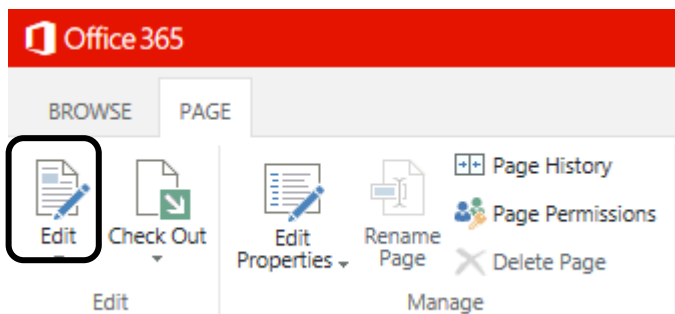 Office 365
BROWSE PAGE
Page History
Page Permissions
Delete Page
Edit
Check Out
Edit
Properties
Rename
Page
Edit
Manage